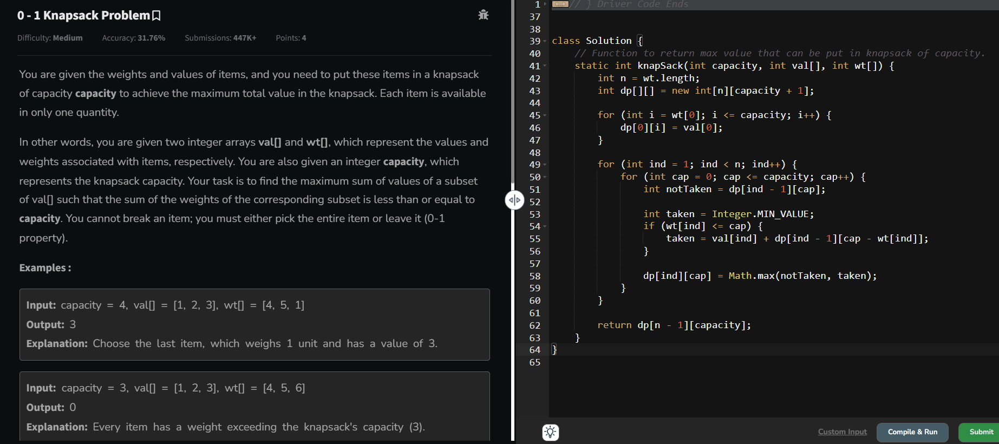 0 - 1 Knapsack Problem
Difficulty: Medium Accuracy: 31.76% Submissions: 447K+ Points: 4
You are given the weights and values of items, and you need to put these items in a knapsack
of capacity capacity to achieve the maximum total value in the knapsack. Each item is available
in only one quantity.
In other words, you are given two integer arrays val[] and wt[], which represent the values and
weights associated with items, respectively. You are also given an integer capacity, which
represents the knapsack capacity. Your task is to find the maximum sum of values of a subset
of val[] such that the sum of the weights of the corresponding subset is less than or equal to
capacity. You cannot break an item; you must either pick the entire item or leave it (0-1
property).
Examples :
Input: capacity = 4, val[] = [1, 2, 3], wt[] = [4, 5, 1]
Output: 3
Explanation: Choose the last item, which weighs 1 unit and has a value of 3.
Input: capacity = 3, val[] = [1, 2, 3], wt[] = [4, 5, 6]
Output: 0
Explanation: Every item has a weight exceeding the knapsack's capacity (3).
1 // } Driver Code Ends
37
38
39 class Solution {
40 // Function to return max value that can be put in knapsack of capacity.
41 static int knapSack(int capacity, int val[], int wt[]) {
42 int n = wt.length;
43 int dp[][] = new int[n][capacity + 1];
44
45 for (int i = wt[0]; i <= capacity; i++) {
46 dp[0][i] = val[0];
47 }
48
49 for (int ind = 1; ind < n; ind++) {
50 for (int cap = 0; cap <= capacity; cap++) {
51 int notTaken = dp[ind - 1][cap];
52
53 int taken = Integer.MIN_VALUE;
54 if (wt[ind] <= cap) {
55 taken = val[ind] + dp[ind - 1][cap - wt[ind]];
56 }
57
58 dp[ind][cap] = Math.max(notTaken, taken);
59 }
60 }
61
62 return dp[n - 1][capacity];
63 }
64 }
65
Custom Input Compile & Run Submit